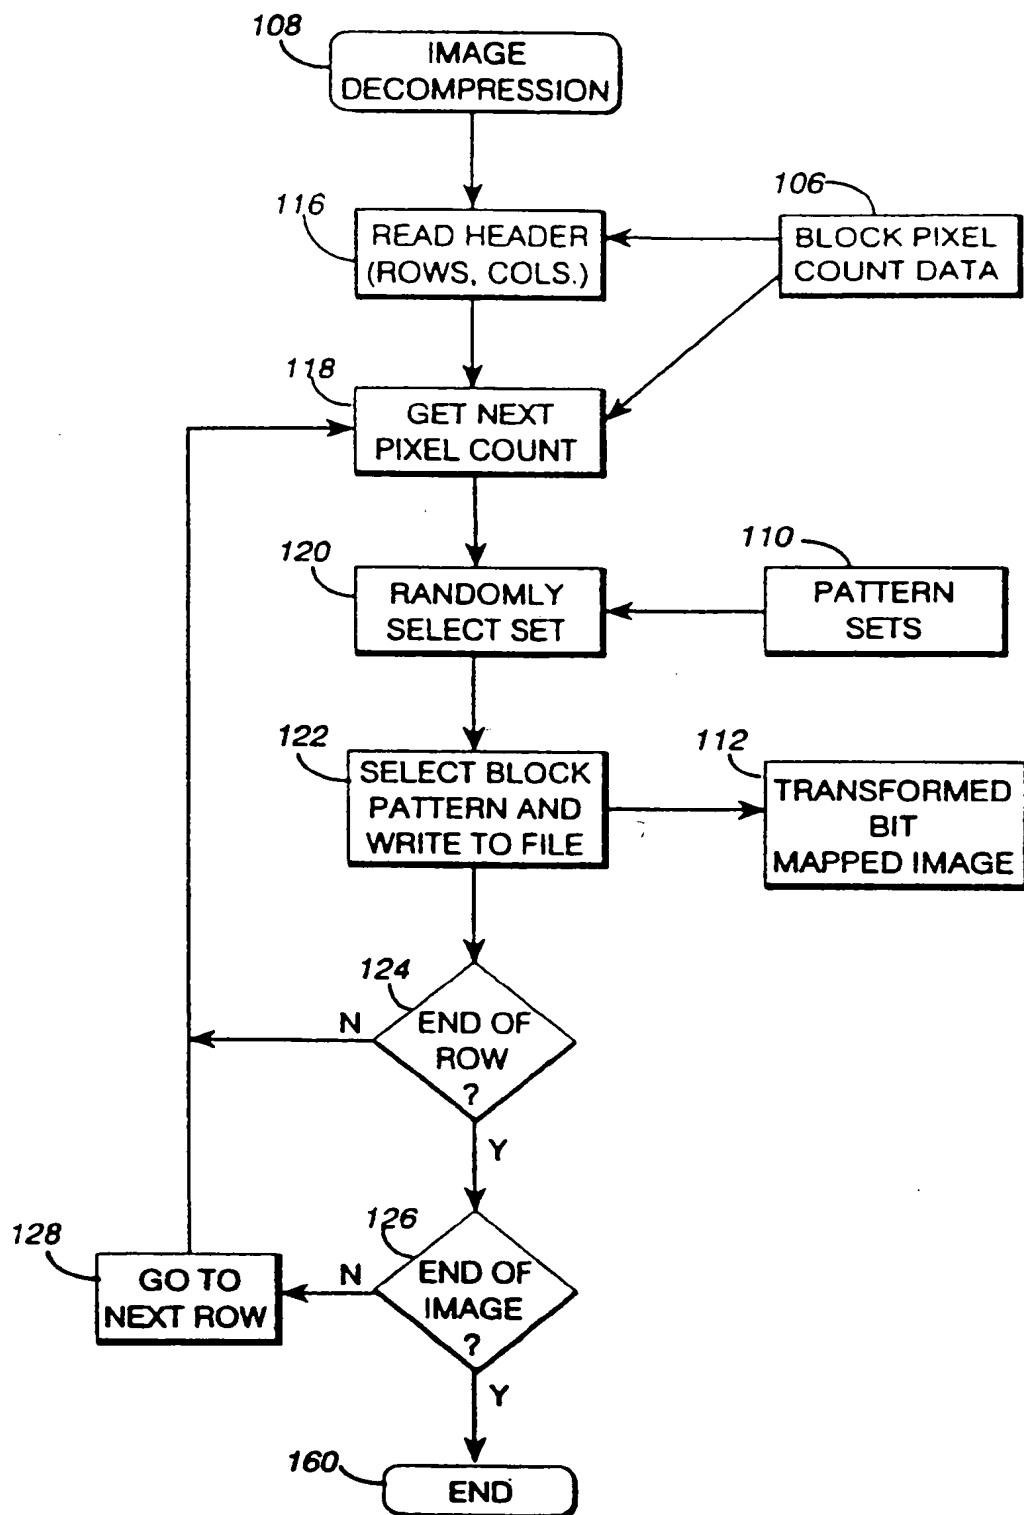 108
IMAGE
DECOMPRESSION
116
READ HEADER
(ROWS, COLS.)
106
BLOCK PIXEL
COUNT DATA
118
GET NEXT
PIXEL COUNT
120
RANDOMLY
SELECT SET
110
PATTERN
SETS
122
SELECT BLOCK
PATTERN AND
WRITE TO FILE
112
TRANSFORMED
BIT
MAPPED IMAGE
124
END OF
ROW
?
N
Y
126
END OF
IMAGE
?
N
128
GO TO
NEXT ROW
Y
160
END